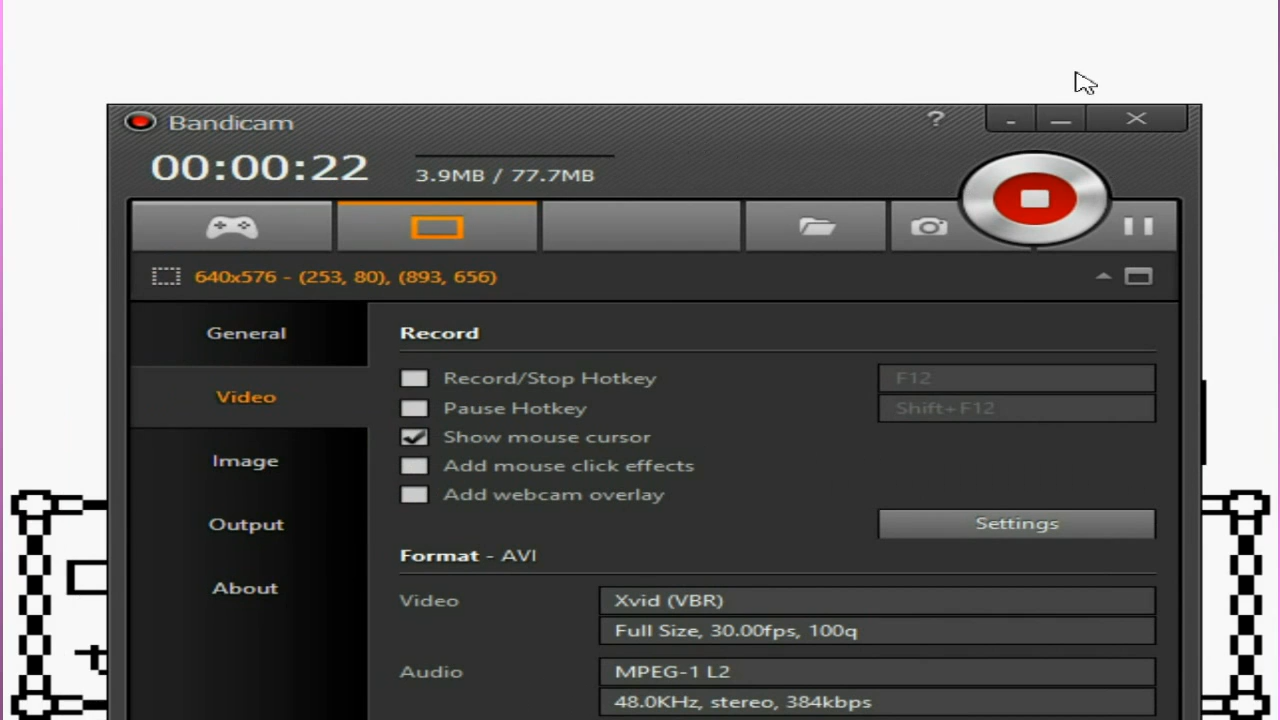 Bandicam
?
00:00:22
3.9MB / 77.7MB
640x576 - (253, 80), (893, 656)
General
Video
Image
Output
About
Record
Record/Stop Hotkey
F12
Pause Hotkey
Shift+F12
Show mouse cursor
Add mouse click effects
Add webcam overlay
Settings
Format - AVI
Video
Xvid (VBR)
Full Size, 30.00fps, 100q
Audio
MPEG-1 L2
48.0KHz, stereo, 384kbps